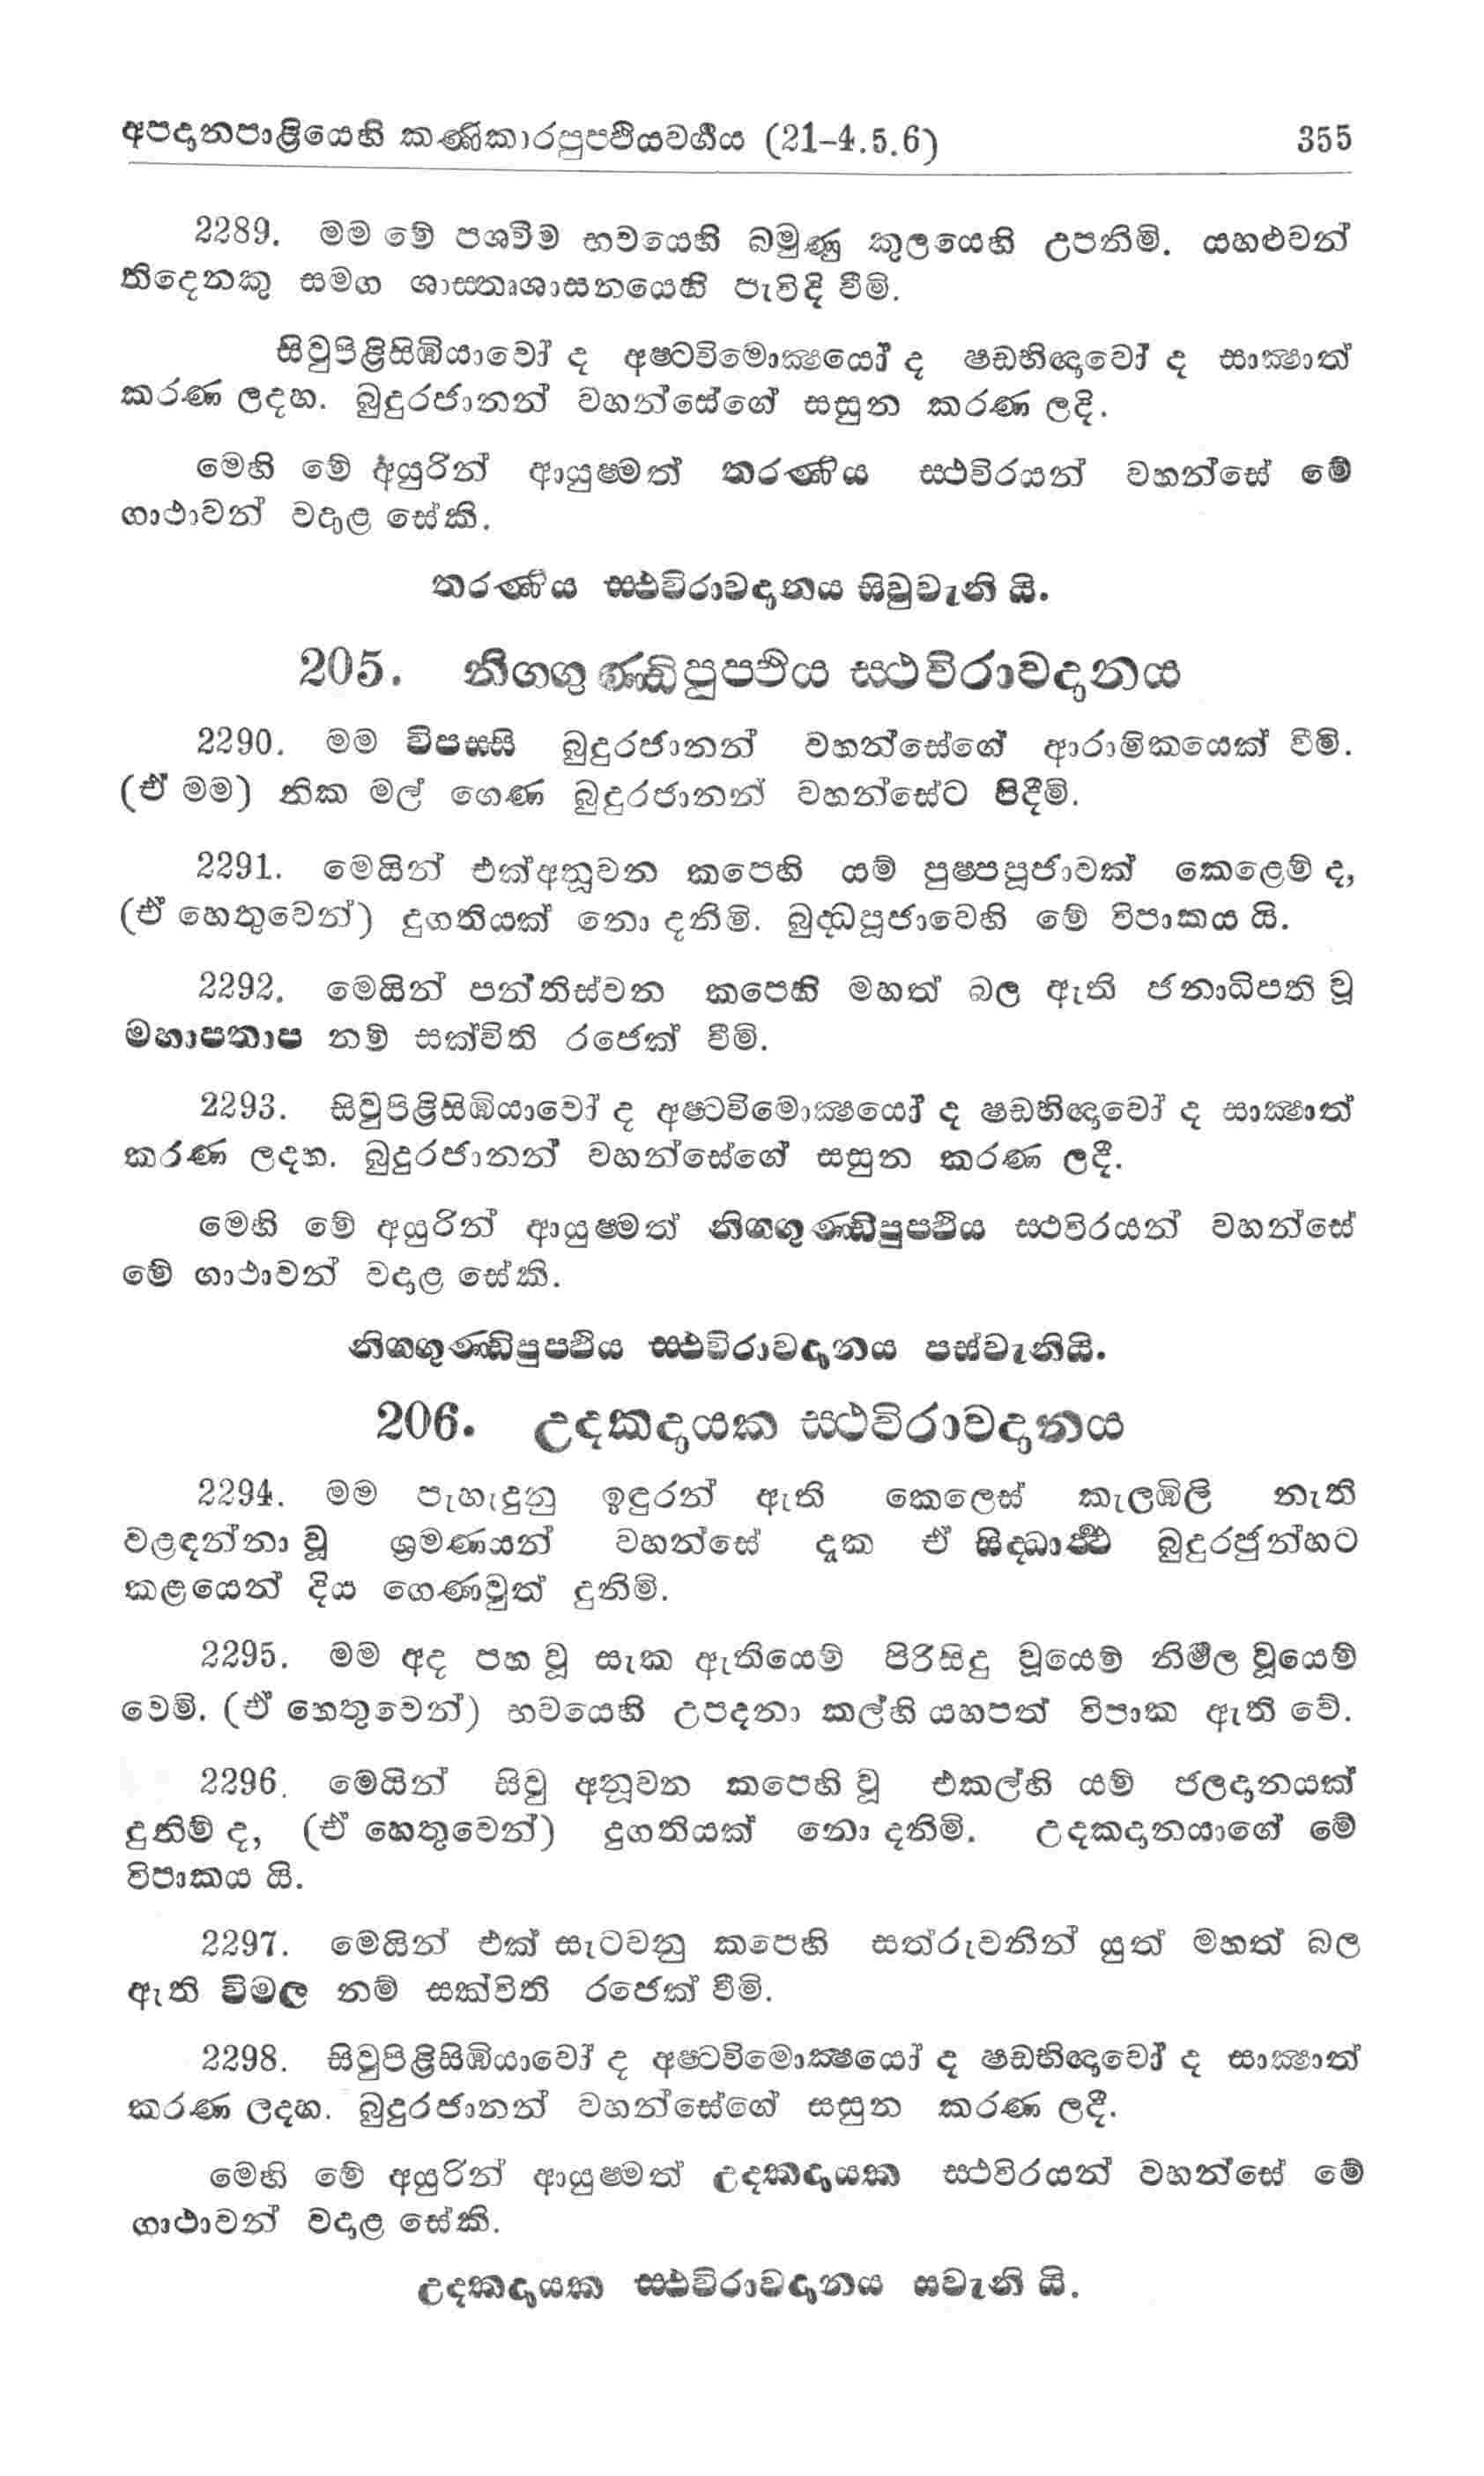 අපදානපාළියෙහි කණිකාරපුප්ඵියවර්ගය (21–4.5.6) 355
2289. මම මේ පශ්චිම භවයෙහි බමුණු කුලයෙහි උපනිමි. යහළුවන්
තිදෙනකු සමග ශාස්තෘශාසනයෙහි පැවිදි වීමි.
සිවුපිළිසිඹියාවෝ ද අෂ්ටවිමොක්ෂයෝ ද ෂඩභිඥාවෝ ද සාක්ෂාත්
කරණ ලදහ. බුදුරජානන් වහන්සේගේ සසුන කරණ ලදි.
මෙහි මේ අයුරින් ආයුෂ්මත් තරණිය ස්ථවිරයන් වහන්සේ මේ
ගාථාවන් වදාළ සේකි.
තරණිය ස්ථවිරාවදානය සිවුවැනි යි.
205. නිග්ගුණ්ඩිපුප්ඵිය ස්ථවිරාවදානය
2290. මම විපස්සි බුදුරජානන් වහන්සේගේ ආරාමිකයෙක් වීමි.
(ඒ මම) නික මල් ගෙණ බුදුරජානන් වහන්සේට පිදීමි.
2291. මෙයින් එක්අනූවන කපෙහි යම් පුෂ්පපූජාවක් කෙළෙම් ද,
(ඒ හෙතුවෙන්) දුගතියක් නො දනිමි. බුද්ධපූජාවෙහි මේ විපාකය යි.
2292. මෙයින් පන්තිස්වන කපෙහි මහත් බල ඇති ජනාධිපති වූ
මහාපතාප නම් සක්විති රජෙක් වීමි.
2293. සිවුපිළිසිඹියාවෝ ද අෂ්ටවිමොක්ෂයෝ ද ෂඩභිඥාවෝ ද සාක්ෂාත්
කරණ ලදහ. බුදුරජානන් වහන්සේගේ සසුන කරණ ලදී.
මෙහි මේ අයුරින් ආයුෂ්මත් නිග්ගුණ්ඩිපුප්ඵිය ස්ථවිරයන් වහන්සේ
මේ ගාථාවන් වදාළ සේකි.
නිග්ගුණ්ඩිපුප්ඵිය ස්ථවිරාවදානය පස්වැනියි.
206. උදකදායක ස්ථවිරාවදානය
2294. මම පැහැදුනු ඉඳුරන් ඇති කෙලෙස් කැලඹිලි නැති
වළඳන්නා වූ ශ්‍රමණයන් වහන්සේ දැක ඒ සිද්ධාර්ථ බුදුරජුන්හට
කළයෙන් දිය ගෙණවුත් දුනිමි.
2295. මම අද පහ වූ සැක ඇතියෙම් පිරිසිදු වූයෙම් නිර්මල වූයෙම්
වෙමි. (ඒ හෙතුවෙන්) භවයෙහි උපදනා කල්හි යහපත් විපාක ඇති වේ.
2296. මෙයින් සිවු අනූවන කපෙහි වූ එකල්හි යම් ජලදානයක්
දුනිම් ද, (ඒ හෙතුවෙන්) දුගතියක් නො දනිමි. උදකදානයාගේ මේ
විපාකය යි.
2297. මෙයින් එක් සැටවනු කපෙහි සත්රුවනින් යුත් මහත් බල
ඇති විමල නම් සක්විති රජෙක් වීමි.
2298. සිවුපිළිසිඹියාවෝ ද අෂ්ටවිමොක්ෂයෝ ද ෂඩභිඥාවෝ ද සාක්ෂාත්
කරණ ලදහ. බුදුරජානන් වහන්සේගේ සසුන කරණ ලදී.
මෙහි මේ අයුරින් ආයුෂ්මත් උදකදායක ස්ථවිරයන් වහන්සේ මේ
ගාථාවන් වදාළ සේකි.
උදකදායක ස්ථවිරාවදානය සවැනි යි.